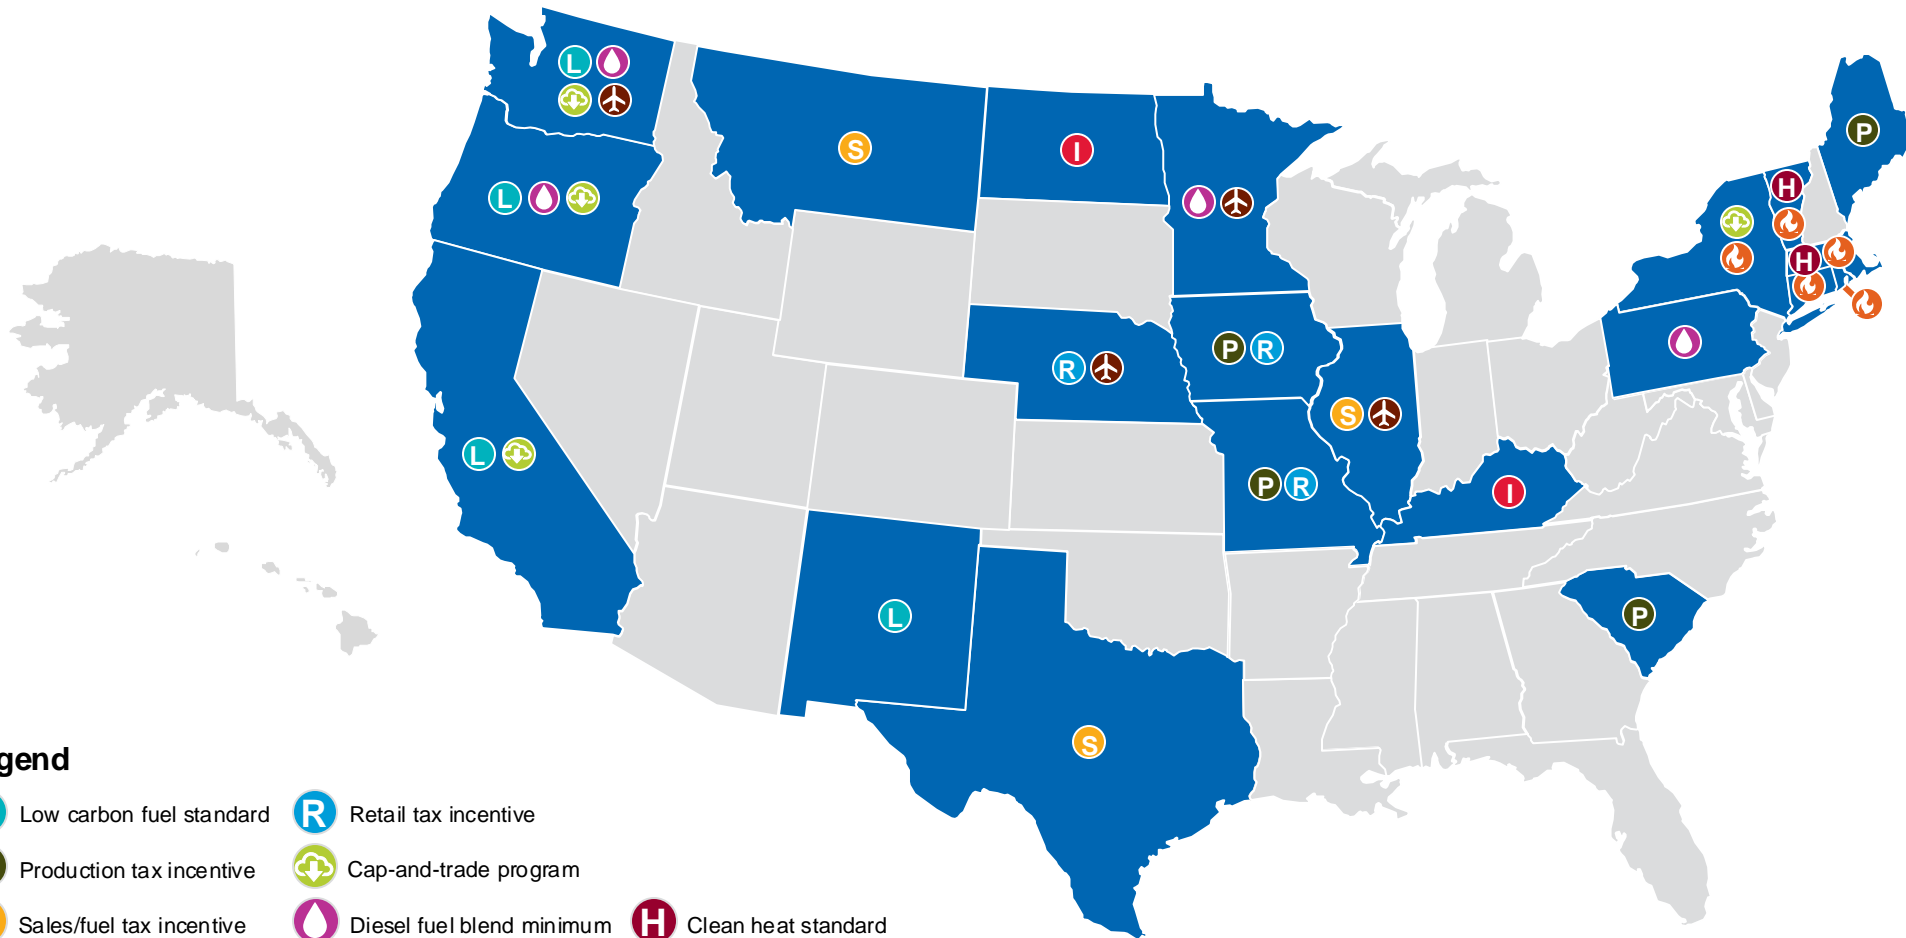 L
L
S
I
P
H
H
R
P R
S
L
P R
I
L
P
S
gend
Low carbon fuel standard R Retail tax incentive
Production tax incentive Cap-and-trade program
Sales/fuel tax incentive Diesel fuel blend minimum H Clean heat standard